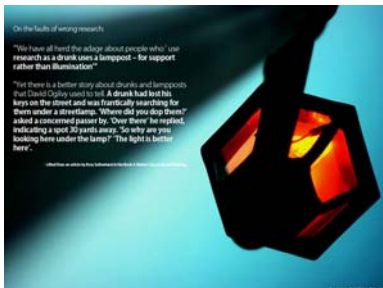 On the faults of wrong research:
"We have all herd the adage about people who' use
research as a drunk uses a lamppost – for support
rather than illumination'"
"Yet there is a better story about drunks and lampposts
that David Ogilvy used to tell. A drunk had lost his
keys on the street and was frantically searching for
them under a streetlamp. 'Where did you dop them?'
asked a concerned passer by. 'Over there' he replied,
indicating a spot 30 yards away. 'So why are you
looking here under the lamp?' 'The light is better
here'.